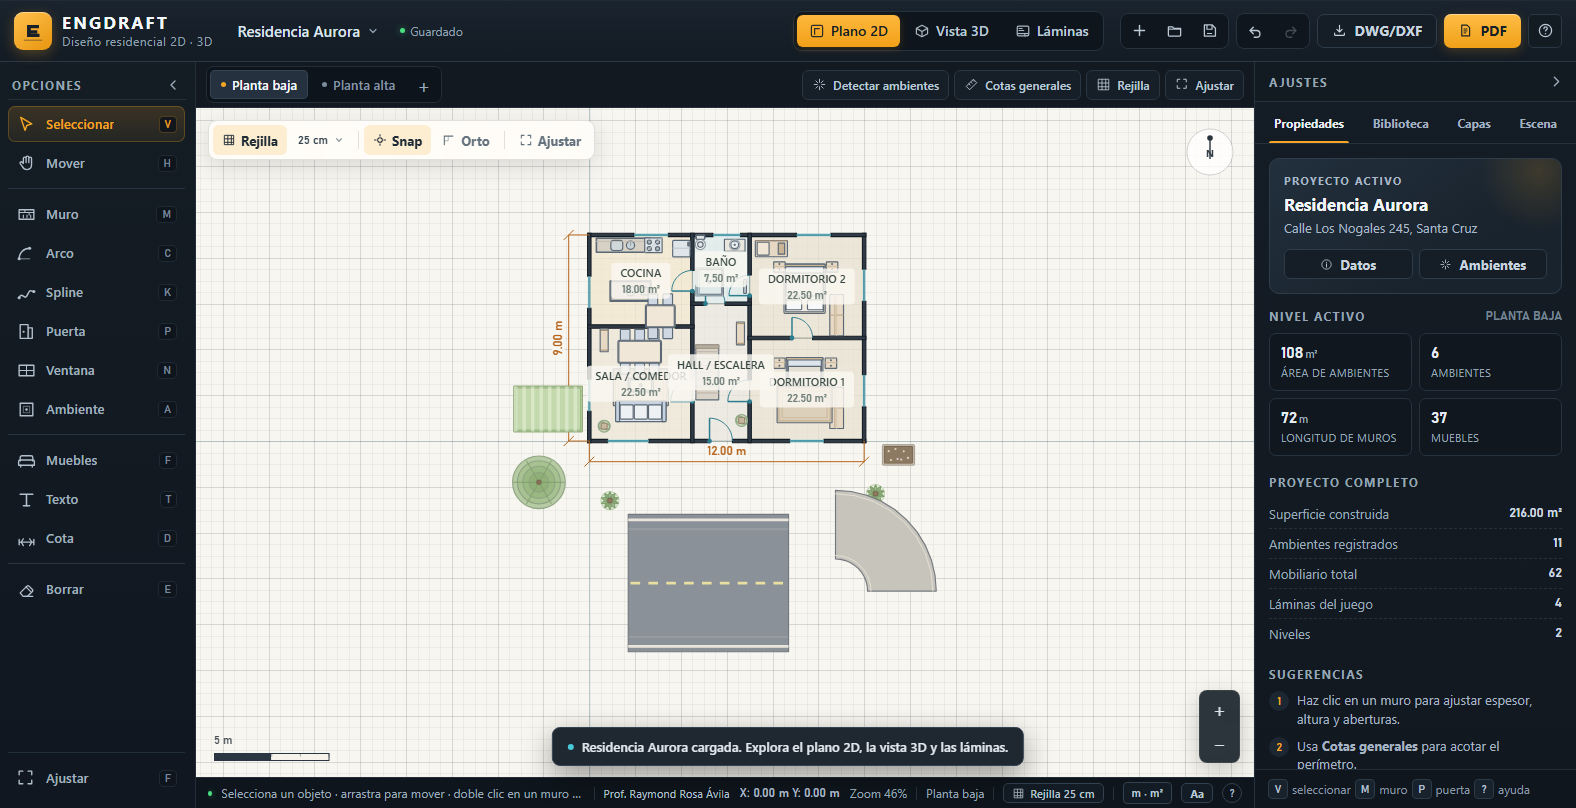 ENGDRAFT
Diseño residencial 2D · 3D
Residencia Aurora
Guardado
Plano 2D
Vista 3D
Láminas
DWG/DXF
PDF
OPCIONES
Seleccionar V
Mover H
Muro M
Arco C
Spline K
Puerta P
Ventana N
Ambiente A
Muebles F
Texto T
Cota D
Borrar E
Ajustar F
Planta baja
Planta alta
+
Detectar ambientes
Cotas generales
Rejilla
Ajustar
Rejilla
25 cm
Snap
Orto
Ajustar
N
COCINA
18.00 m²
BAÑO
7.50 m²
DORMITORIO 2
22.50 m²
9.00 m
SALA / COMEDOR
22.50 m²
HALL / ESCALERA
15.00 m²
DORMITORIO 1
22.50 m²
12.00 m
5 m
Residencia Aurora cargada. Explora el plano 2D, la vista 3D y las láminas.
+
−
Selecciona un objeto · arrastra para mover · doble clic en un muro ...
Prof. Raymond Rosa Ávila
X: 0.00 m Y: 0.00 m
Zoom 46%
Planta baja
Rejilla 25 cm
m · m²
Aa
?
AJUSTES
Propiedades
Biblioteca
Capas
Escena
PROYECTO ACTIVO
Residencia Aurora
Calle Los Nogales 245, Santa Cruz
Datos
Ambientes
NIVEL ACTIVO
PLANTA BAJA
108 m²
ÁREA DE AMBIENTES
6
AMBIENTES
72 m
LONGITUD DE MUROS
37
MUEBLES
PROYECTO COMPLETO
Superficie construida 216.00 m²
Ambientes registrados 11
Mobiliario total 62
Láminas del juego 4
Niveles 2
SUGERENCIAS
1 Haz clic en un muro para ajustar espesor,
altura y aberturas.
2 Usa Cotas generales para acotar el
perímetro.
V seleccionar M muro P puerta ? ayuda